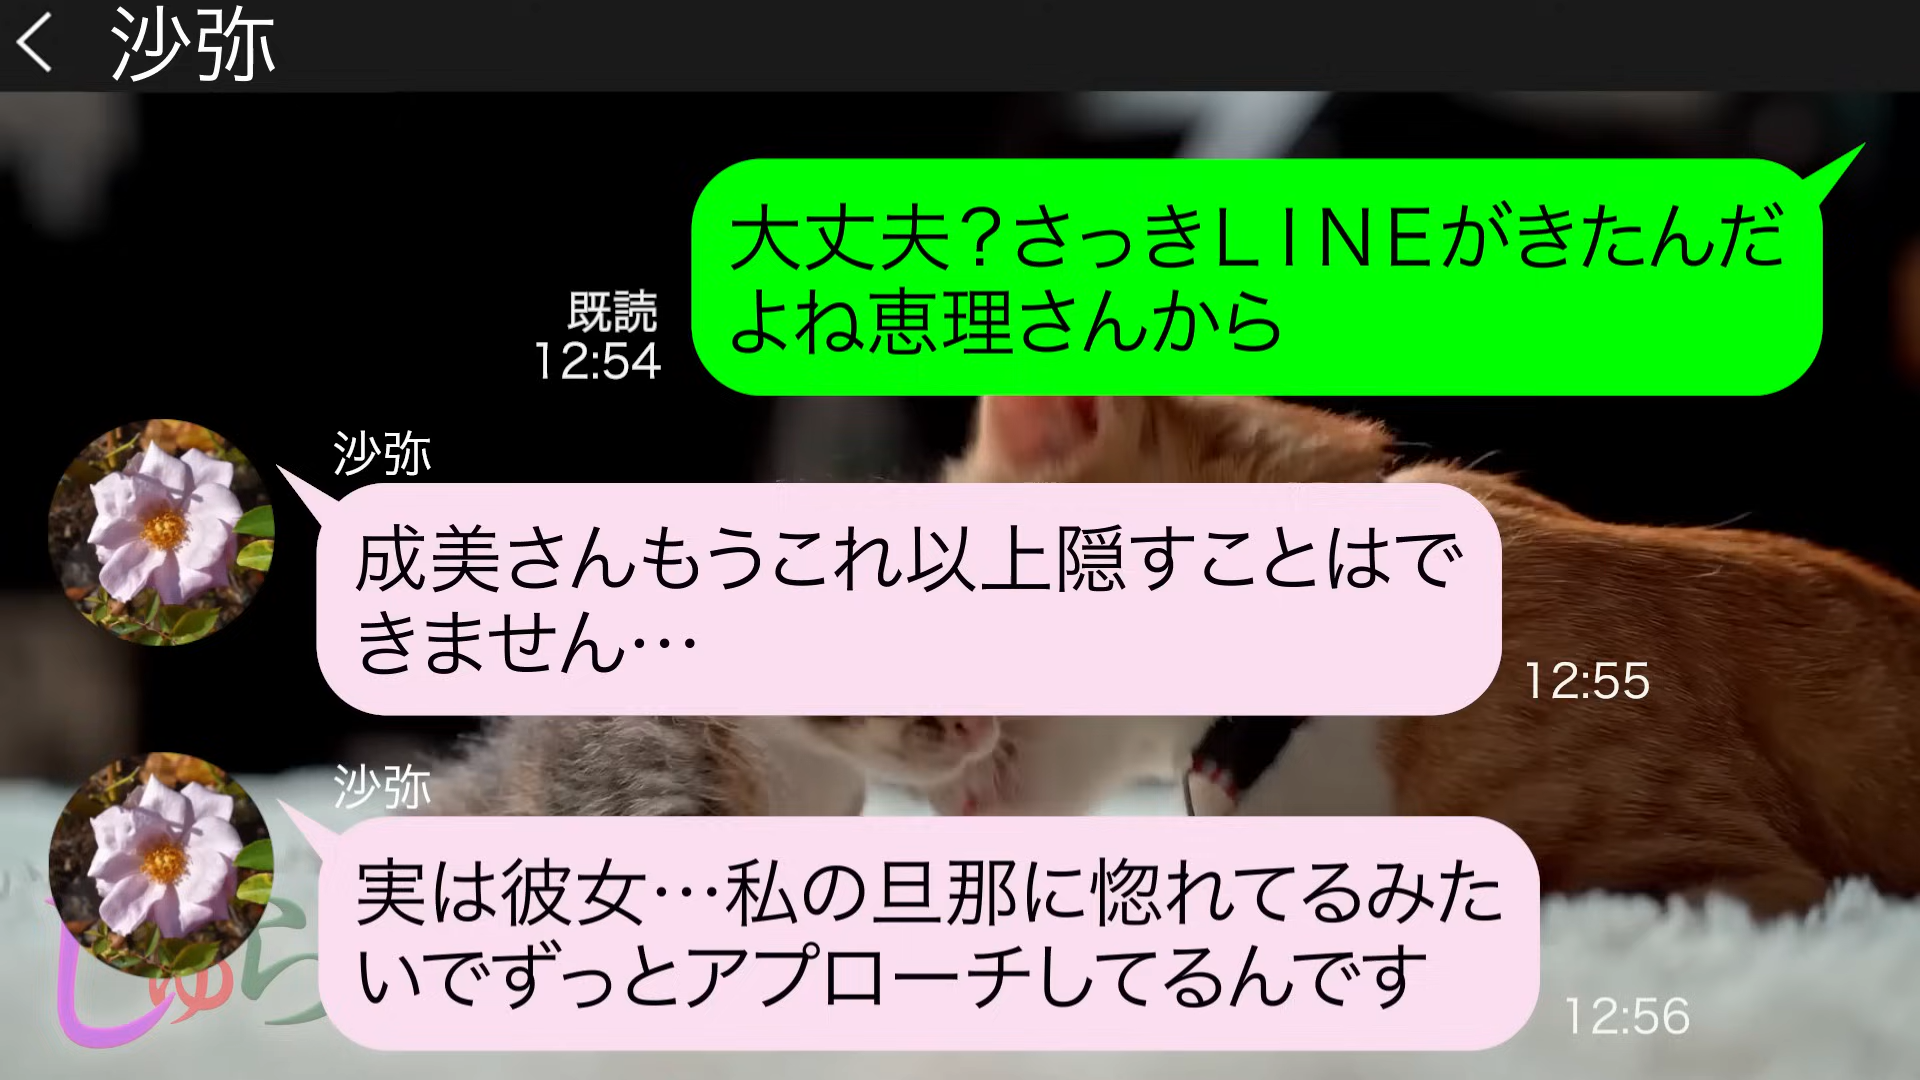 沙弥
大丈夫？さっきLINEがきたんだ
よね恵理さんから
既読
12:54
沙弥
成美さんもうこれ以上隠すことはで
きません…
12:55
沙弥
実は彼女…私の旦那に惚れてるみた
いでずっとアプローチしてるんです
12:56
しゅら